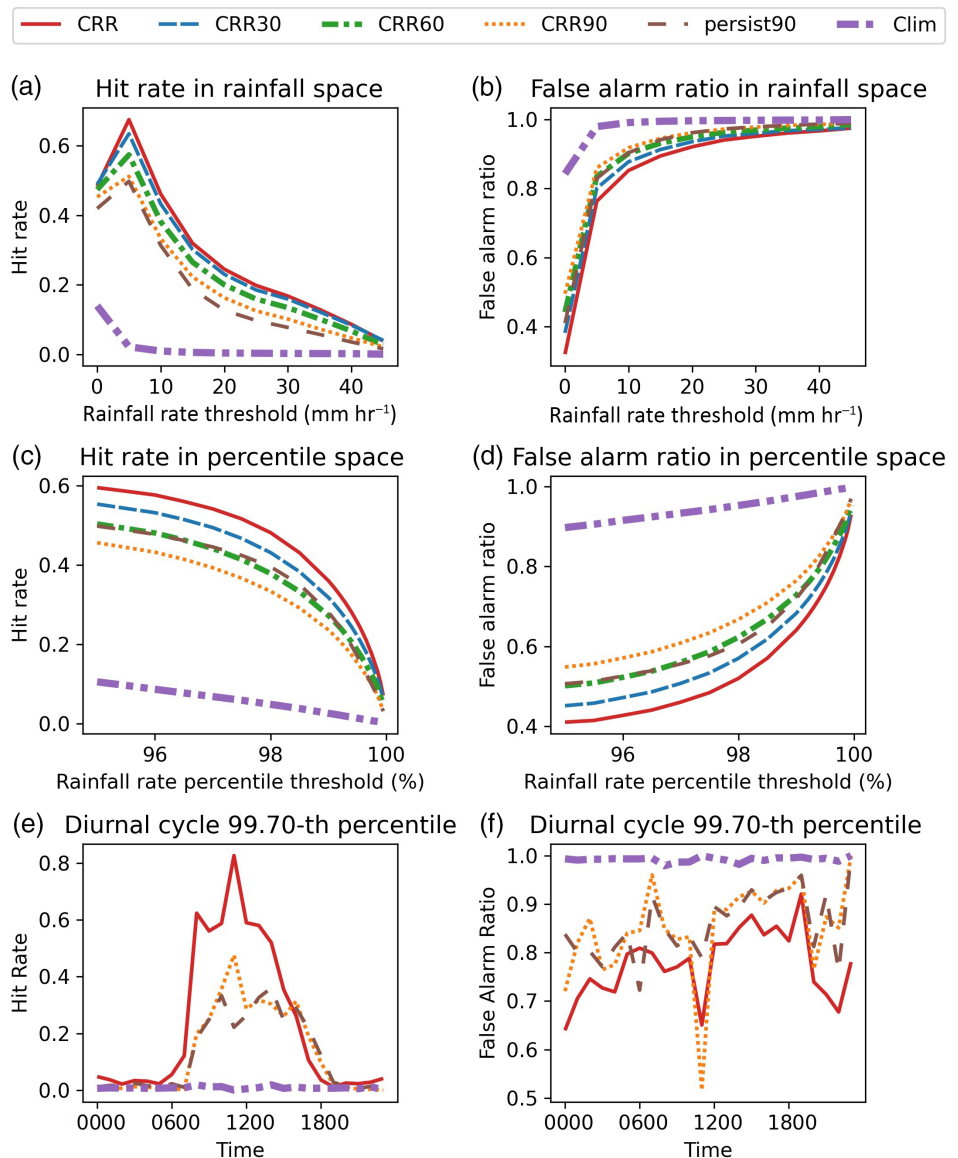 CRR CRR30 CRR60 CRR90 persist90 Clim
(a) Hit rate in rainfall space
Hit rate
0.6
0.4
0.2
0.0
0 10 20 30 40
Rainfall rate threshold (mm hr⁻¹)
(b) False alarm ratio in rainfall space
False alarm ratio
1.0
0.8
0.6
0.4
0 10 20 30 40
Rainfall rate threshold (mm hr⁻¹)
(c) Hit rate in percentile space
Hit rate
0.6
0.4
0.2
0.0
96 98 100
Rainfall rate percentile threshold (%)
(d) False alarm ratio in percentile space
False alarm ratio
1.0
0.8
0.6
0.4
96 98 100
Rainfall rate percentile threshold (%)
(e) Diurnal cycle 99.70-th percentile
Hit Rate
0.8
0.6
0.4
0.2
0.0
0000 0600 1200 1800
Time
(f) Diurnal cycle 99.70-th percentile
False Alarm Ratio
1.0
0.9
0.8
0.7
0.6
0.5
0000 0600 1200 1800
Time